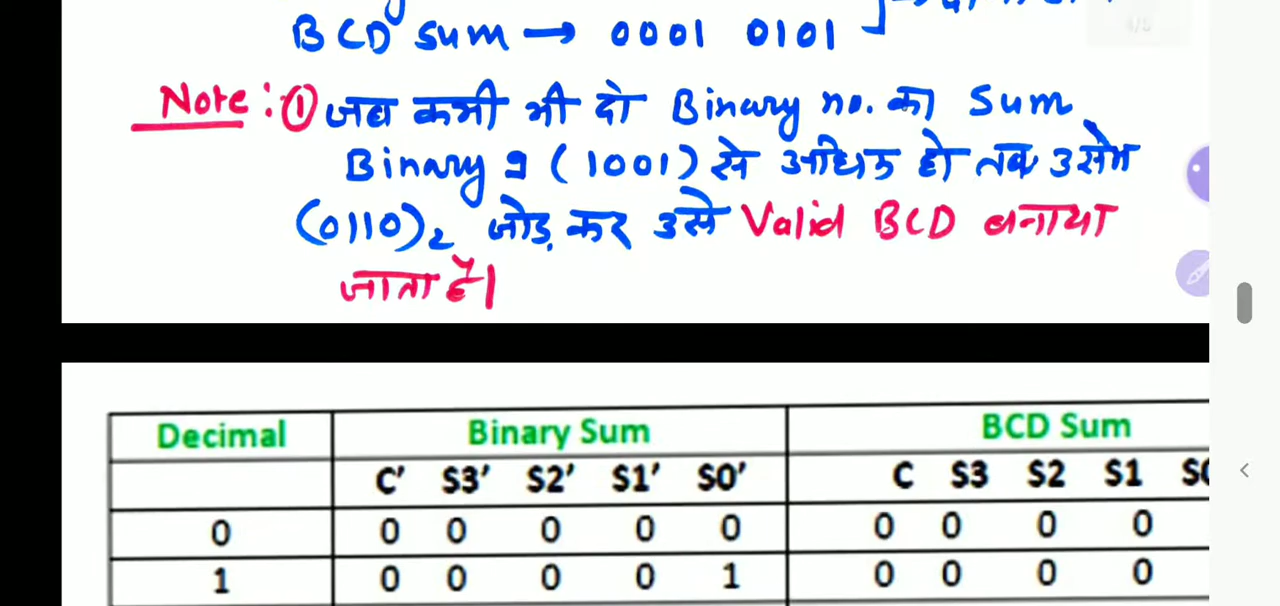 BCD sum → 0001 0101
Note : ① जब कभी भी दो Binary no. का Sum
Binary 9 (1001) से अधिक हो तब उसमे
(0110)₂ जोड़ कर उसे Valid BCD बनाया
जाता है।
Decimal Binary Sum BCD Sum
C' S3' S2' S1' S0' C S3 S2 S1
0 0 0 0 0 0 0 0 0 0
1 0 0 0 0 1 0 0 0 0